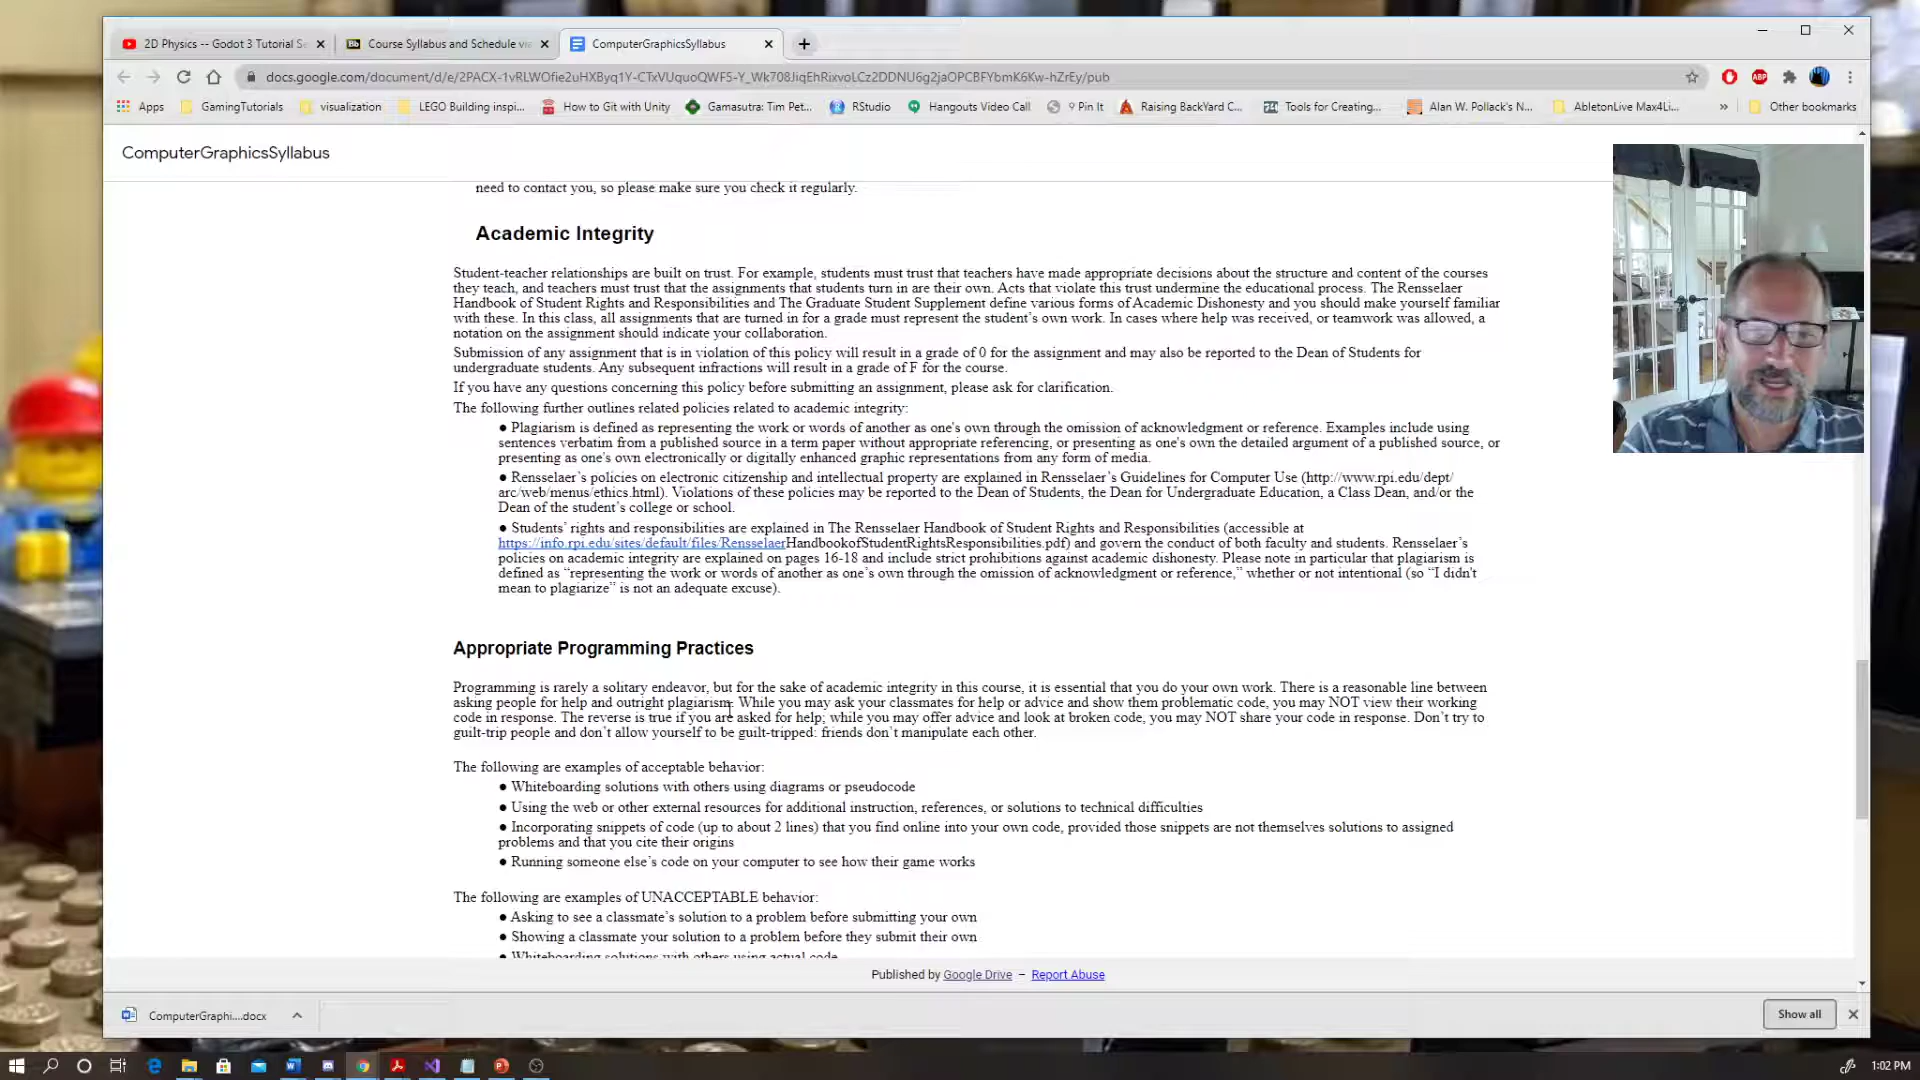 2D Physics -- Godot 3 Tutorial Se
Course Syllabus and Schedule via
ComputerGraphicsSyllabus
docs.google.com/document/d/e/2PACX-1vRLWOfie2uHXByq1Y-CTxVUquoQWF5-Y_Wk708JiqEhRixvoLCz2DDNU6g2jaOPCBFYbmK6Kw-hZrEy/pub
ABP
Apps GamingTutorials visualization LEGO Building inspi... How to Git with Unity Gamasutra: Tim Pet... RStudio Hangouts Video Call Pin It Raising BackYard C... Tools for Creating... Alan W. Pollack's N... AbletonLive Max4Li... » Other bookmarks
ComputerGraphicsSyllabus
need to contact you, so please make sure you check it regularly.
Academic Integrity
Student-teacher relationships are built on trust. For example, students must trust that teachers have made appropriate decisions about the structure and content of the courses
they teach, and teachers must trust that the assignments that students turn in are their own. Acts that violate this trust undermine the educational process. The Rensselaer
Handbook of Student Rights and Responsibilities and The Graduate Student Supplement define various forms of Academic Dishonesty and you should make yourself familiar
with these. In this class, all assignments that are turned in for a grade must represent the student's own work. In cases where help was received, or teamwork was allowed, a
notation on the assignment should indicate your collaboration.
Submission of any assignment that is in violation of this policy will result in a grade of 0 for the assignment and may also be reported to the Dean of Students for
undergraduate students. Any subsequent infractions will result in a grade of F for the course.
If you have any questions concerning this policy before submitting an assignment, please ask for clarification.
The following further outlines related policies related to academic integrity:
● Plagiarism is defined as representing the work or words of another as one's own through the omission of acknowledgment or reference. Examples include using
sentences verbatim from a published source in a term paper without appropriate referencing, or presenting as one's own the detailed argument of a published source, or
presenting as one's own electronically or digitally enhanced graphic representations from any form of media.
● Rensselaer's policies on electronic citizenship and intellectual property are explained in Rensselaer's Guidelines for Computer Use (http://www.rpi.edu/dept/
arc/web/menus/ethics.html). Violations of these policies may be reported to the Dean of Students, the Dean for Undergraduate Education, a Class Dean, and/or the
Dean of the student's college or school.
● Students' rights and responsibilities are explained in The Rensselaer Handbook of Student Rights and Responsibilities (accessible at
https://info.rpi.edu/sites/default/files/RensselaerHandbookofStudentRightsResponsibilities.pdf) and govern the conduct of both faculty and students. Rensselaer's
policies on academic integrity are explained on pages 16-18 and include strict prohibitions against academic dishonesty. Please note in particular that plagiarism is
defined as “representing the work or words of another as one's own through the omission of acknowledgment or reference,” whether or not intentional (so “I didn't
mean to plagiarize” is not an adequate excuse).
Appropriate Programming Practices
Programming is rarely a solitary endeavor, but for the sake of academic integrity in this course, it is essential that you do your own work. There is a reasonable line between
asking people for help and outright plagiarism. While you may ask your classmates for help or advice and show them problematic code, you may NOT view their working
code in response. The reverse is true if you are asked for help; while you may offer advice and look at broken code, you may NOT share your code in response. Don't try to
guilt-trip people and don't allow yourself to be guilt-tripped: friends don't manipulate each other.
The following are examples of acceptable behavior:
● Whiteboarding solutions with others using diagrams or pseudocode
● Using the web or other external resources for additional instruction, references, or solutions to technical difficulties
● Incorporating snippets of code (up to about 2 lines) that you find online into your own code, provided those snippets are not themselves solutions to assigned
problems and that you cite their origins
● Running someone else's code on your computer to see how their game works
The following are examples of UNACCEPTABLE behavior:
● Asking to see a classmate's solution to a problem before submitting your own
● Showing a classmate your solution to a problem before they submit their own
● Whiteboarding solutions with others using actual code
Published by Google Drive – Report Abuse
ComputerGraphi....docx
Show all
1:02 PM